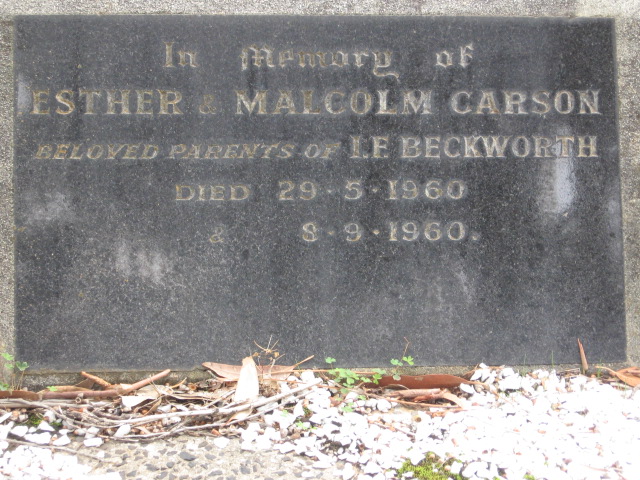 In Memory of
ESTHER & MALCOLM CARSON
BELOVED PARENTS OF I.F. BECKWORTH
DIED 29·5·1960
& 8·9·1960.